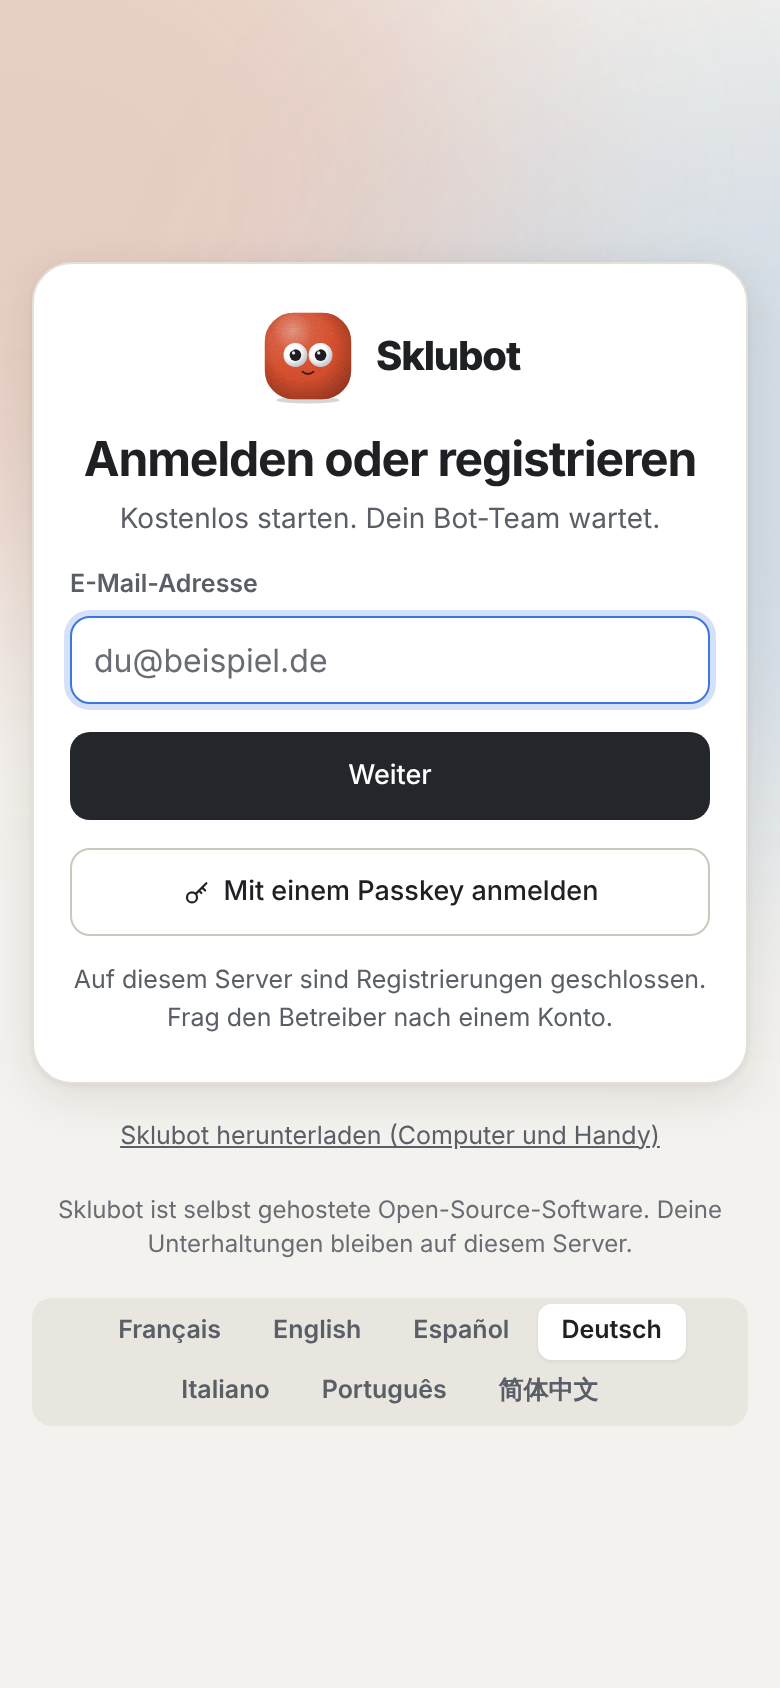 Sklubot
Anmelden oder registrieren
Kostenlos starten. Dein Bot-Team wartet.
E-Mail-Adresse
du@beispiel.de
Weiter
Mit einem Passkey anmelden
Auf diesem Server sind Registrierungen geschlossen.
Frag den Betreiber nach einem Konto.
Sklubot herunterladen (Computer und Handy)
Sklubot ist selbst gehostete Open-Source-Software. Deine
Unterhaltungen bleiben auf diesem Server.
Français English Español Deutsch
Italiano Português 简体中文